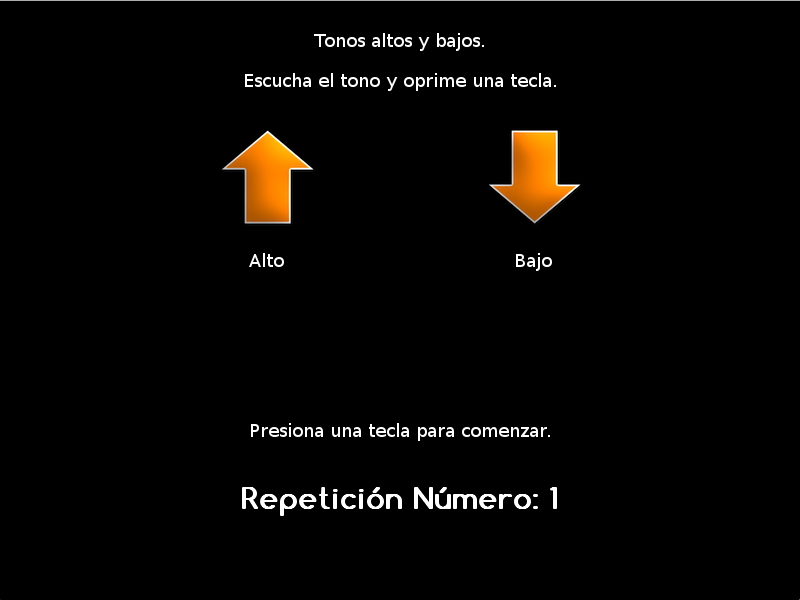 Tonos altos y bajos.
Escucha el tono y oprime una tecla.
Alto
Bajo
Presiona una tecla para comenzar.
Repetición Número: 1